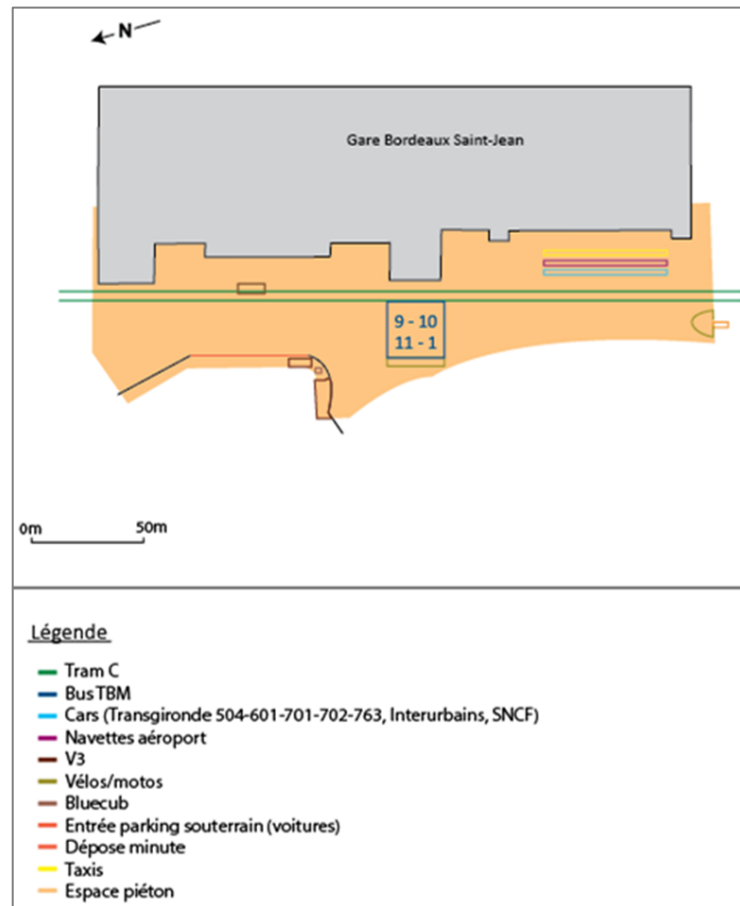 N
Gare Bordeaux Saint-Jean
9 - 10
11 - 1
0m 50m
Légende
Tram C
Bus TBM
Cars (Transgironde 504-601-701-702-763, Interurbains, SNCF)
Navettes aéroport
V3
Vélos/motos
Bluecub
Entrée parking souterrain (voitures)
Dépose minute
Taxis
Espace piéton